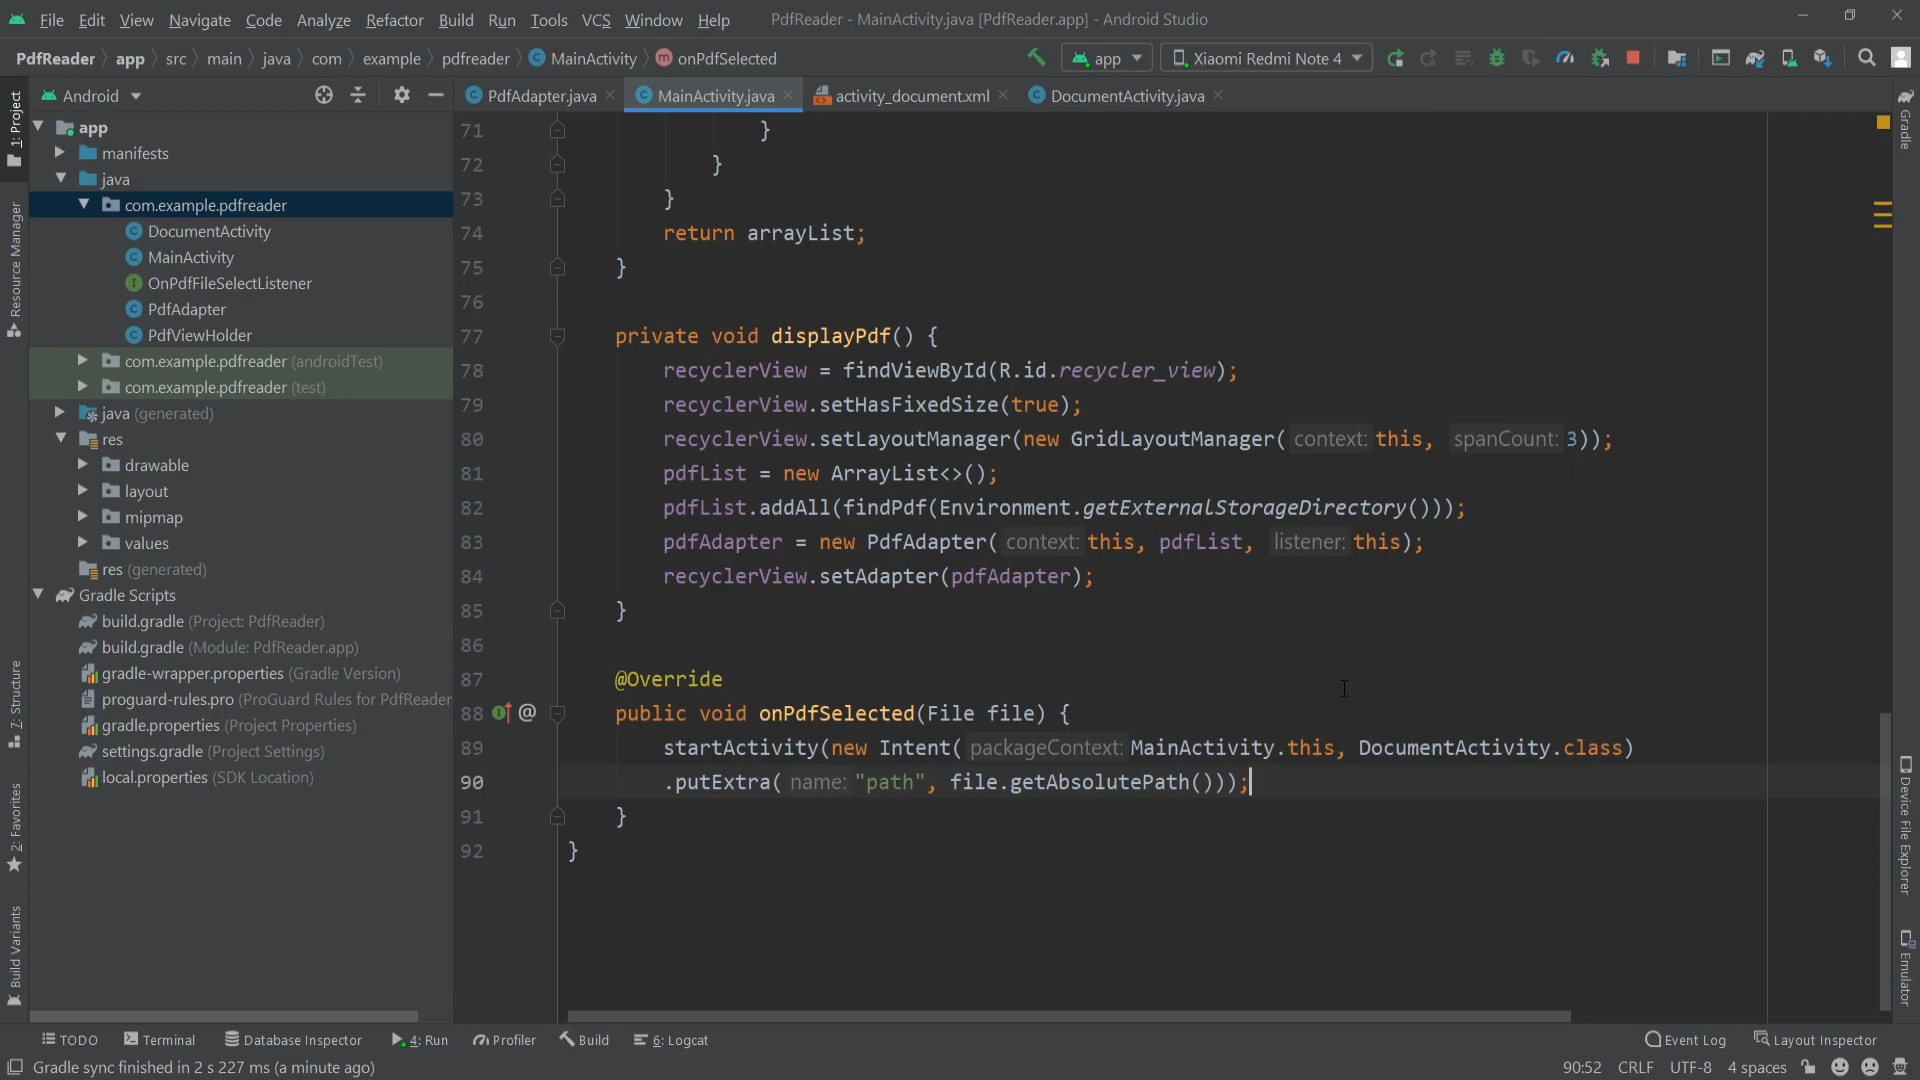 File Edit View Navigate Code Analyze Refactor Build Run Tools VCS Window Help PdfReader - MainActivity.java [PdfReader.app] - Android Studio
PdfReader app src main java com example pdfreader MainActivity onPdfSelected app Xiaomi Redmi Note 4
Android PdfAdapter.java MainActivity.java activity_document.xml DocumentActivity.java
1: Project
Resource Manager
7: Structure
2: Favorites
Build Variants
app
manifests
java
com.example.pdfreader
DocumentActivity
MainActivity
OnPdfFileSelectListener
PdfAdapter
PdfViewHolder
com.example.pdfreader (androidTest)
com.example.pdfreader (test)
java (generated)
res
drawable
layout
mipmap
values
res (generated)
Gradle Scripts
build.gradle (Project: PdfReader)
build.gradle (Module: PdfReader.app)
gradle-wrapper.properties (Gradle Version)
proguard-rules.pro (ProGuard Rules for PdfReader
gradle.properties (Project Properties)
settings.gradle (Project Settings)
local.properties (SDK Location)
71 }
72 }
73 }
74 return arrayList;
75 }
76
77 private void displayPdf() {
78 recyclerView = findViewById(R.id.recycler_view);
79 recyclerView.setHasFixedSize(true);
80 recyclerView.setLayoutManager(new GridLayoutManager( context: this, spanCount: 3));
81 pdfList = new ArrayList<>();
82 pdfList.addAll(findPdf(Environment.getExternalStorageDirectory()));
83 pdfAdapter = new PdfAdapter( context: this, pdfList, listener: this);
84 recyclerView.setAdapter(pdfAdapter);
85 }
86
87 @Override
88 @ public void onPdfSelected(File file) {
89 startActivity(new Intent( packageContext: MainActivity.this, DocumentActivity.class)
90 .putExtra( name: "path", file.getAbsolutePath()));
91 }
92 }
Gradle
Device File Explorer
Emulator
TODO Terminal Database Inspector 4: Run Profiler Build 6: Logcat Event Log Layout Inspector
Gradle sync finished in 2 s 227 ms (a minute ago) 90:52 CRLF UTF-8 4 spaces